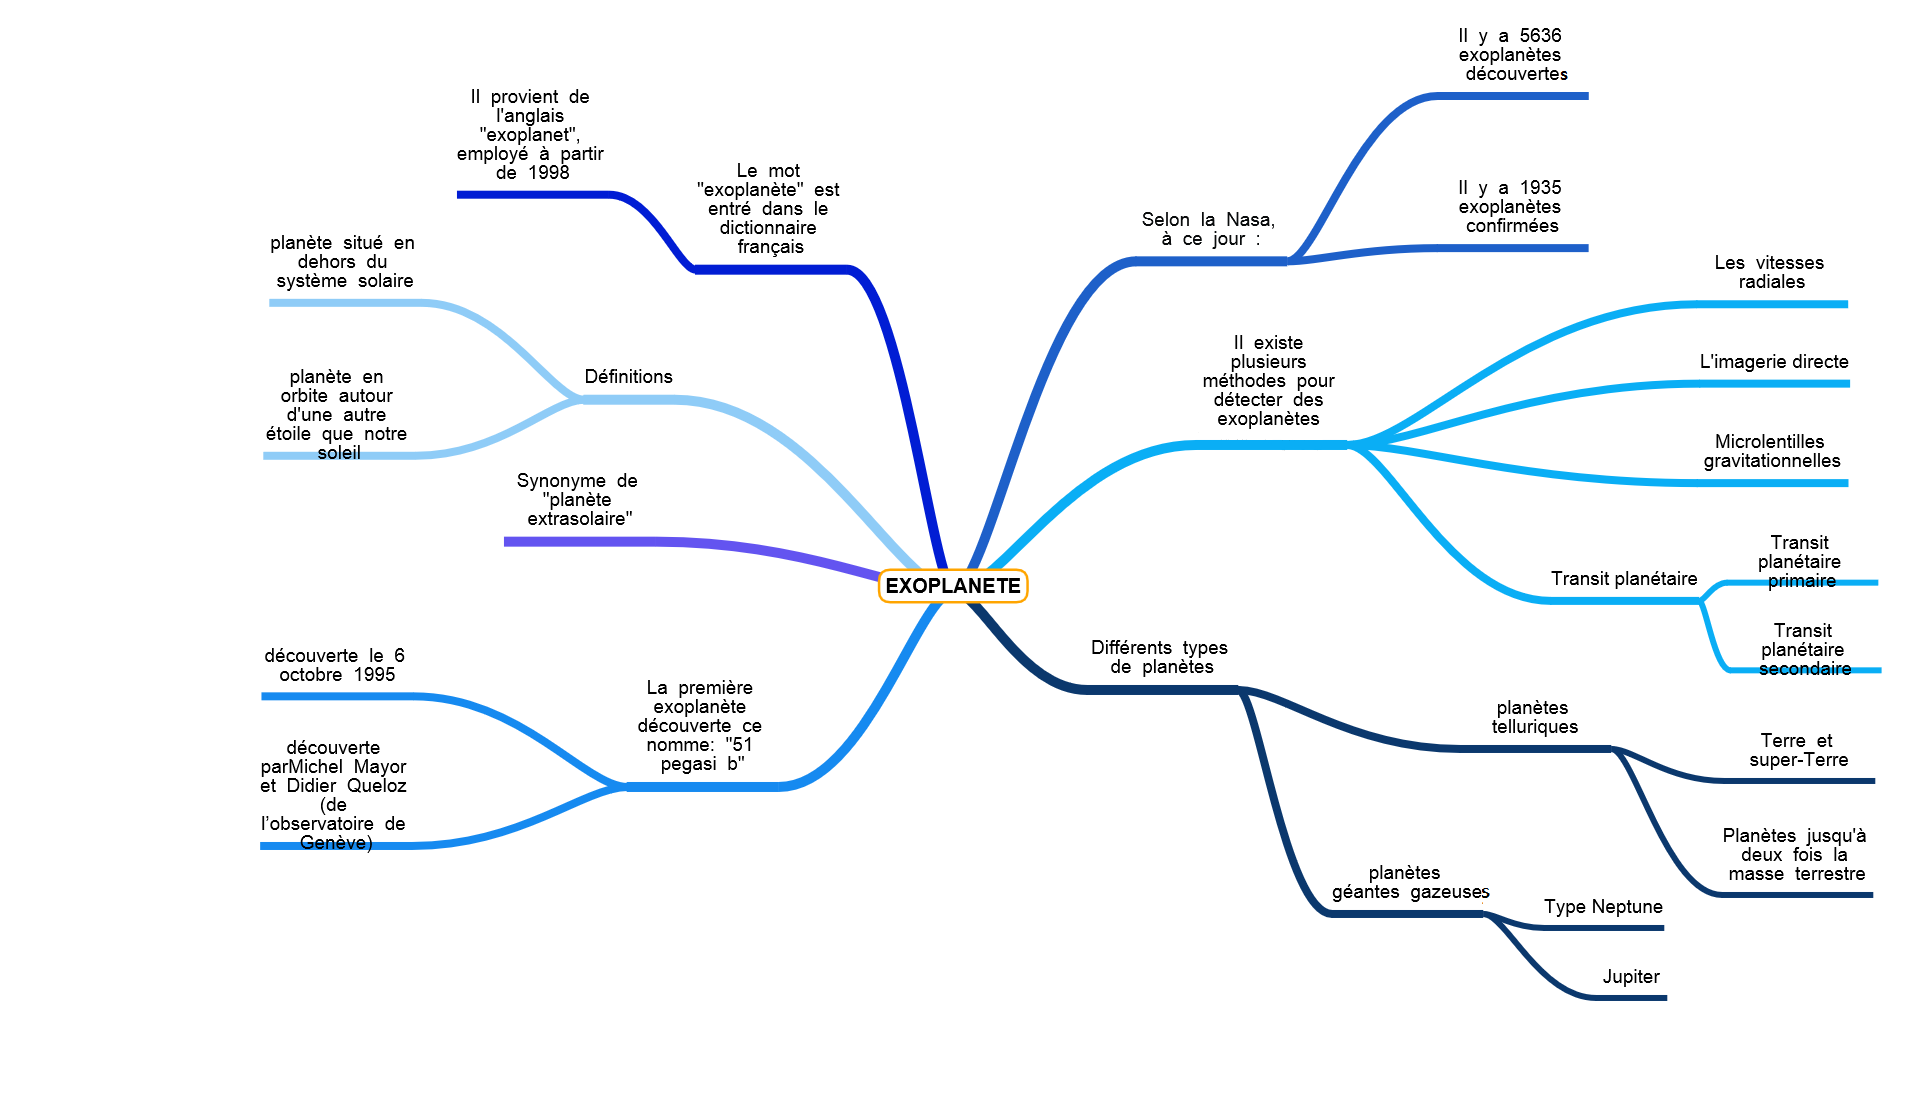 EXOPLANETE
Il provient de
l'anglais
"exoplanet",
employé à partir
de 1998
Le mot
"exoplanète" est
entré dans le
dictionnaire
français
planète situé en
dehors du
système solaire
planète en
orbite autour
d'une autre
étoile que notre
soleil
Définitions
Synonyme de
"planète
extrasolaire"
découverte le 6
octobre 1995
découverte
parMichel Mayor
et Didier Queloz
(de
l’observatoire de
Genève)
La première
exoplanète
découverte ce
nomme: "51
pegasi b"
Selon la Nasa,
à ce jour :
Il y a 5636
exoplanètes
découvertes
Il y a 1935
exoplanètes
confirmées
Il existe
plusieurs
méthodes pour
détecter des
exoplanètes
Les vitesses
radiales
L'imagerie directe
Microlentilles
gravitationnelles
Transit planétaire
Transit
planétaire
primaire
Transit
planétaire
secondaire
Différents types
de planètes
planètes
telluriques
Terre et
super-Terre
Planètes jusqu'à
deux fois la
masse terrestre
planètes
géantes gazeuses
Type Neptune
Jupiter